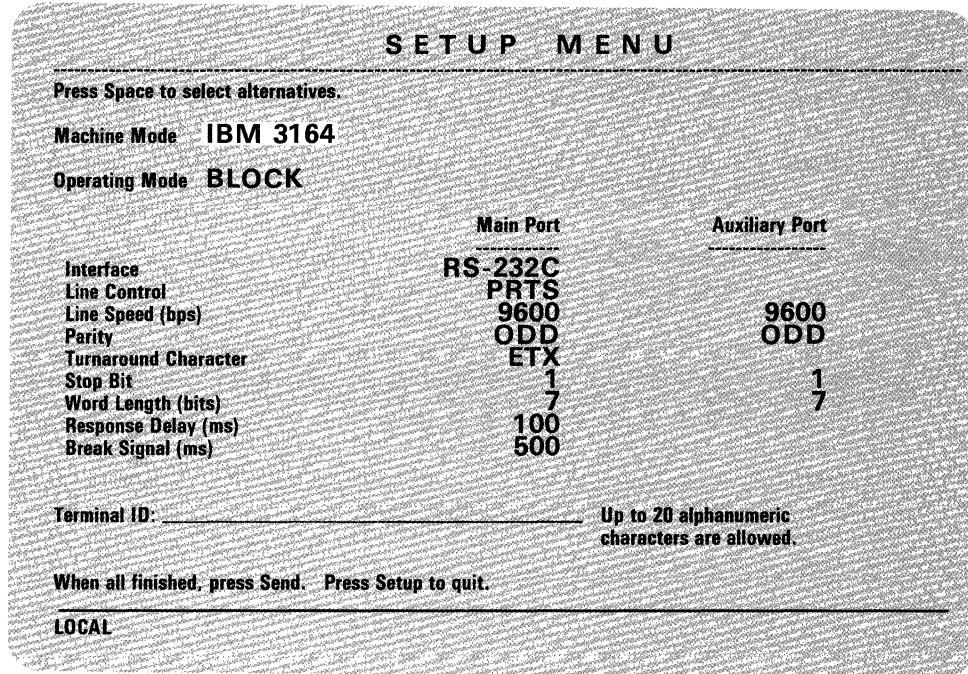 SETUP MENU
Press Space to select alternatives.
Machine Mode IBM 3164
Operating Mode BLOCK
Main Port Auxiliary Port
Interface RS-232C
Line Control PRTS
Line Speed (bps) 9600 9600
Parity ODD ODD
Turnaround Character ETX
Stop Bit 1 1
Word Length (bits) 7 7
Response Delay (ms) 100
Break Signal (ms) 500
Terminal ID: Up to 20 alphanumeric
characters are allowed.
When all finished, press Send. Press Setup to quit.
LOCAL